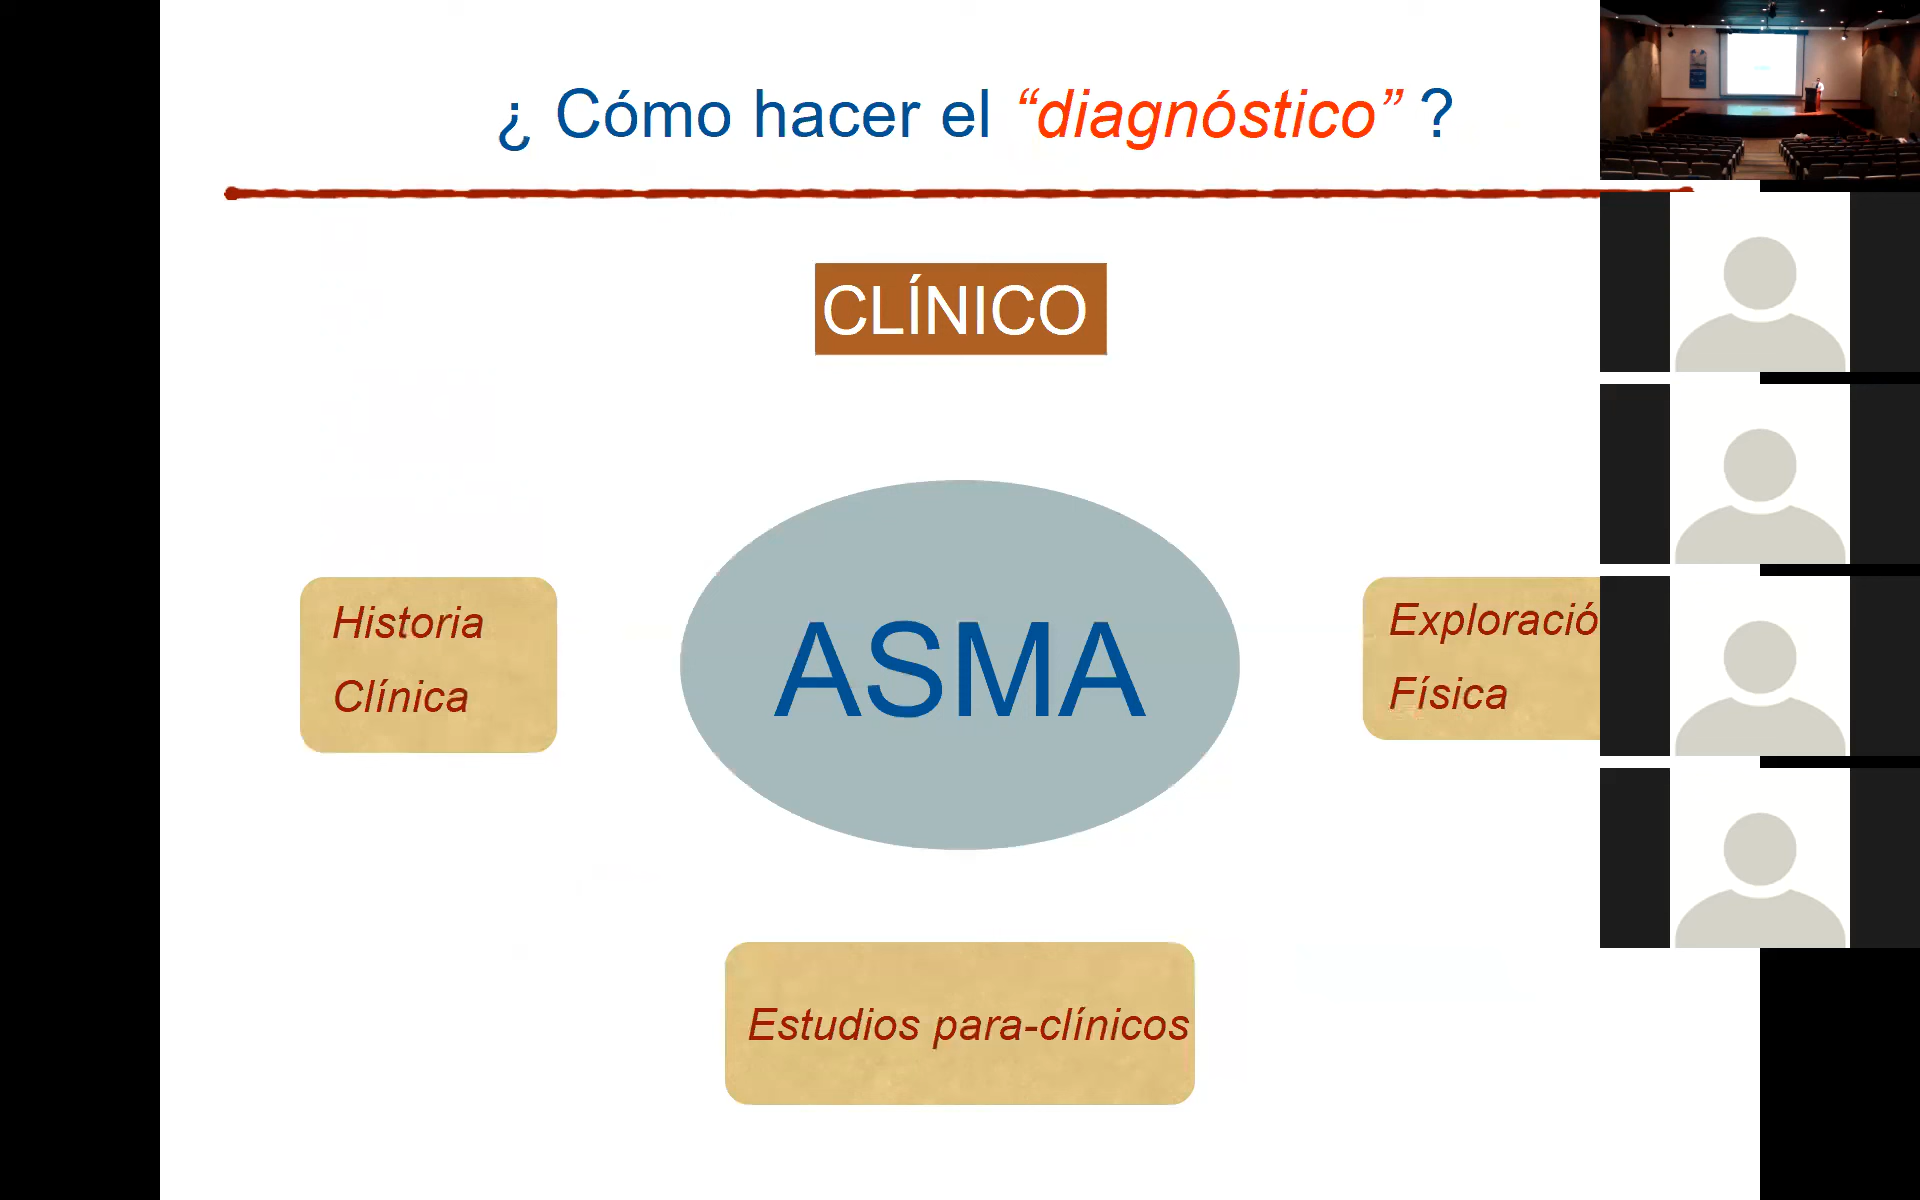 ¿ Cómo hacer el “diagnóstico” ?
CLÍNICO
Historia
Clínica
ASMA
Exploració
Física
Estudios para-clínicos